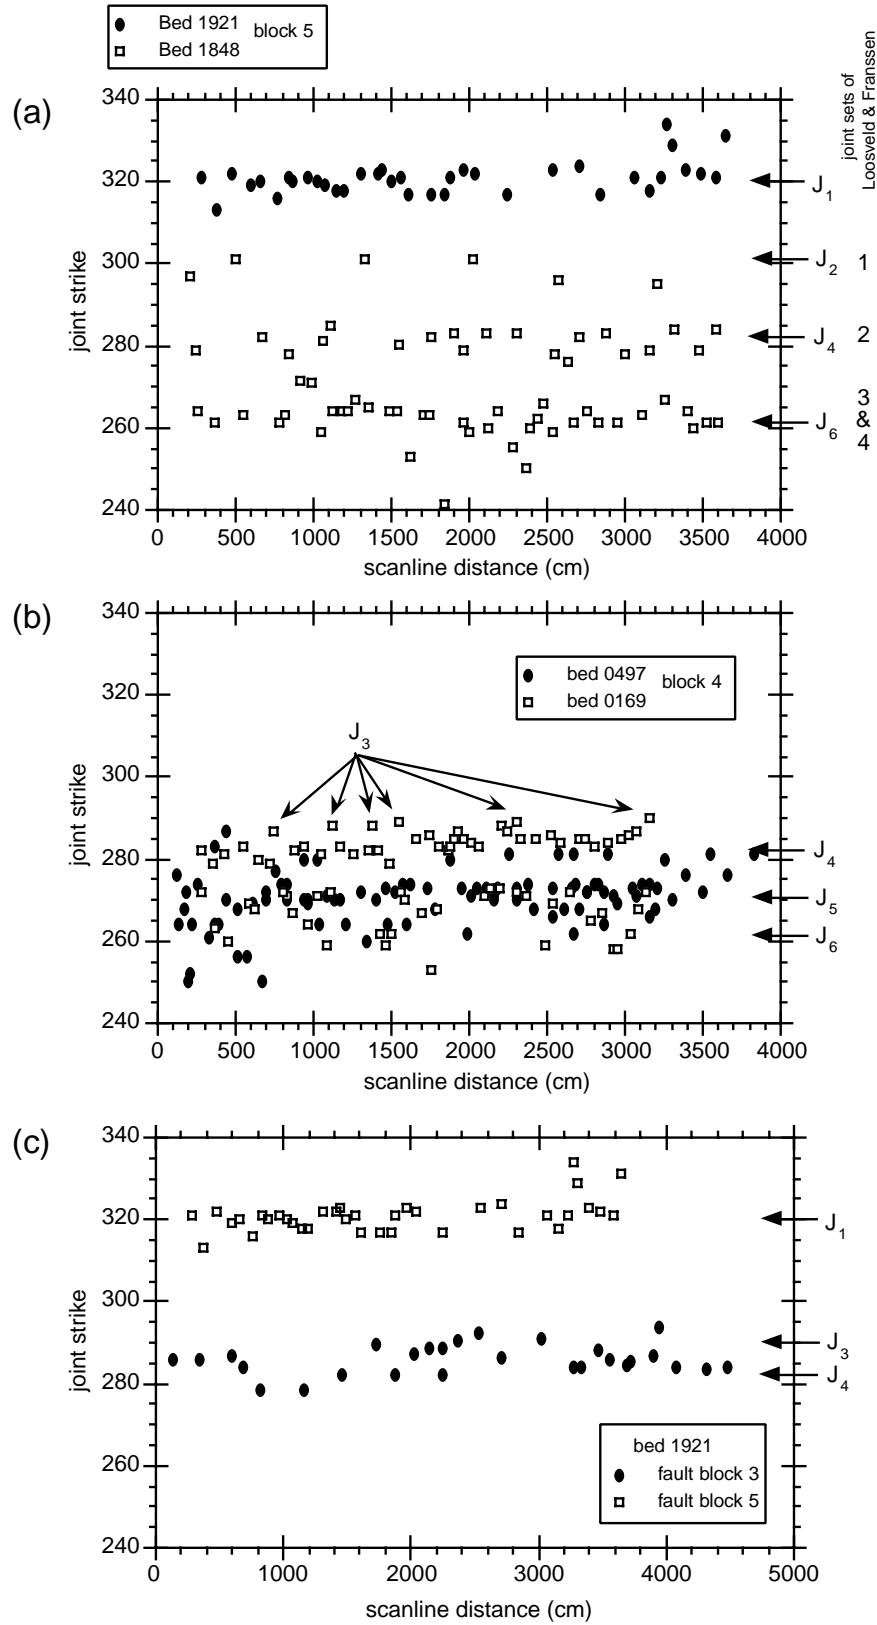 Bed 1921
Bed 1848
block 5
joint sets of
Loosveld & Franssen
(a)
340
320
300
280
260
240
joint strike
J1
J2
J4
J6
1
2
3
&
4
0 500 1000 1500 2000 2500 3000 3500 4000
scanline distance (cm)
(b)
340
320
300
280
260
240
joint strike
bed 0497
bed 0169
block 4
J3
J4
J5
J6
0 500 1000 1500 2000 2500 3000 3500 4000
scanline distance (cm)
(c)
340
320
300
280
260
240
joint strike
J1
J3
J4
bed 1921
fault block 3
fault block 5
0 1000 2000 3000 4000 5000
scanline distance (cm)